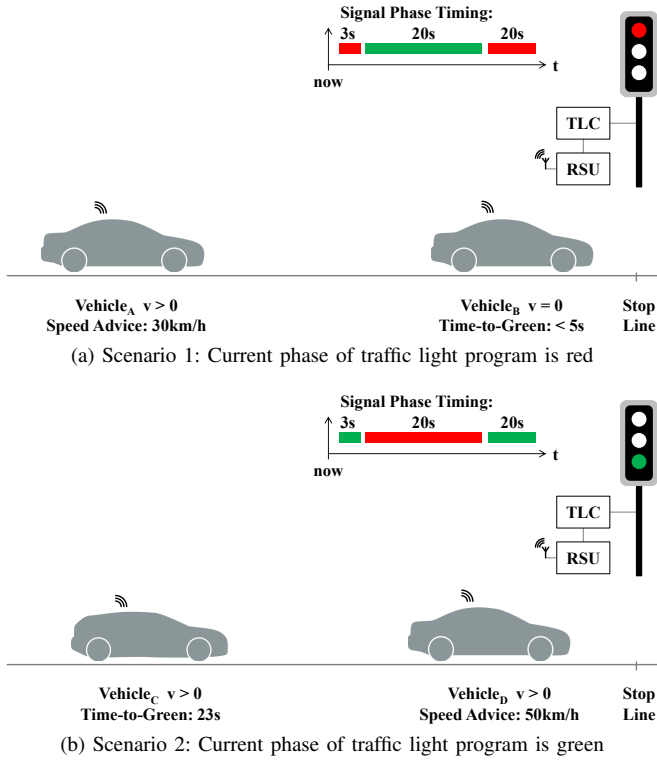 Signal Phase Timing:
3s 20s 20s
t
now
TLC
RSU
Vehicle_A v > 0 Vehicle_B v = 0 Stop
Speed Advice: 30km/h Time-to-Green: < 5s Line
(a) Scenario 1: Current phase of traffic light program is red
Signal Phase Timing:
3s 20s 20s
t
now
TLC
RSU
Vehicle_C v > 0 Vehicle_D v > 0 Stop
Time-to-Green: 23s Speed Advice: 50km/h Line
(b) Scenario 2: Current phase of traffic light program is green